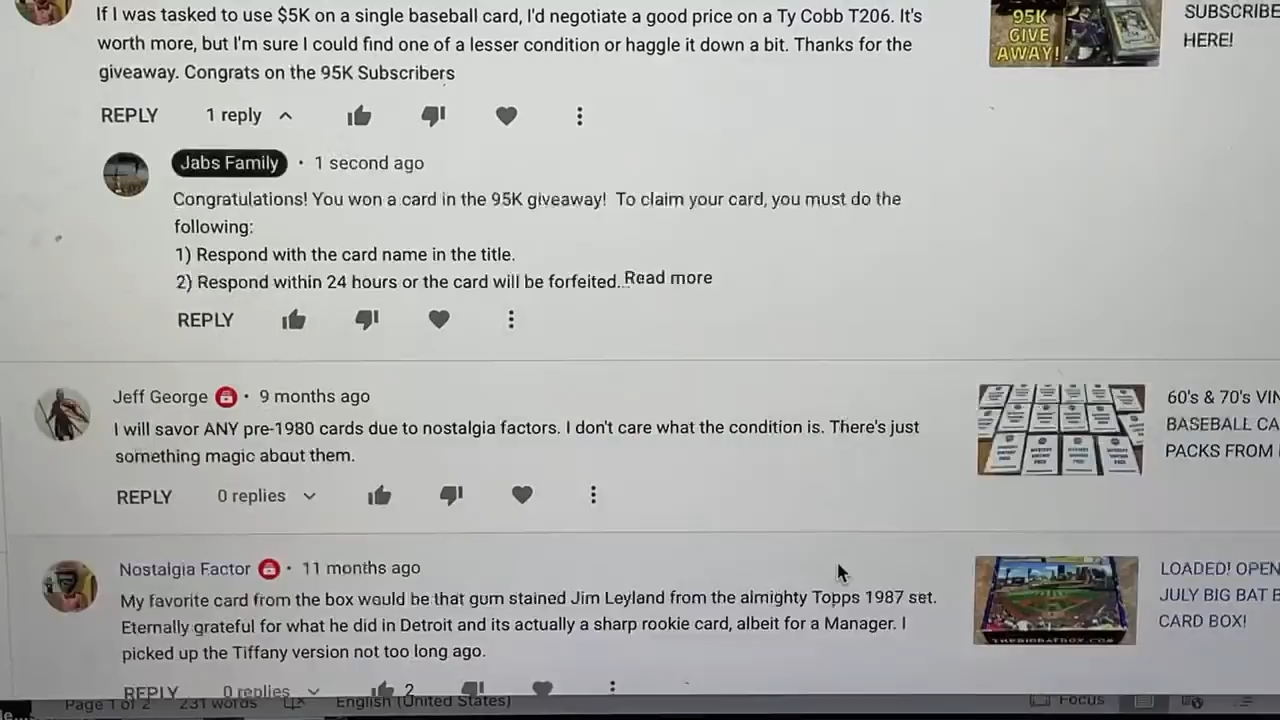 If I was tasked to use $5K on a single baseball card, I'd negotiate a good price on a Ty Cobb T206. It's
worth more, but I'm sure I could find one of a lesser condition or haggle it down a bit. Thanks for the
giveaway. Congrats on the 95K Subscribers
95K
GIVE
AWAY!
SUBSCRIBE
HERE!
REPLY 1 reply
Jabs Family • 1 second ago
Congratulations! You won a card in the 95K giveaway! To claim your card, you must do the
following:
1) Respond with the card name in the title.
2) Respond within 24 hours or the card will be forfeited...Read more
REPLY
Jeff George • 9 months ago
I will savor ANY pre-1980 cards due to nostalgia factors. I don't care what the condition is. There's just
something magic about them.
60's & 70's VIN
BASEBALL CA
PACKS FROM
REPLY 0 replies
Nostalgia Factor • 11 months ago
My favorite card from the box would be that gum stained Jim Leyland from the almighty Topps 1987 set.
Eternally grateful for what he did in Detroit and its actually a sharp rookie card, albeit for a Manager. I
picked up the Tiffany version not too long ago.
THEBIGBATBOX.COM
LOADED! OPEN
JULY BIG BAT B
CARD BOX!
REPLY 0 replies 2
Page 1 of 2 231 words English (United States) Focus